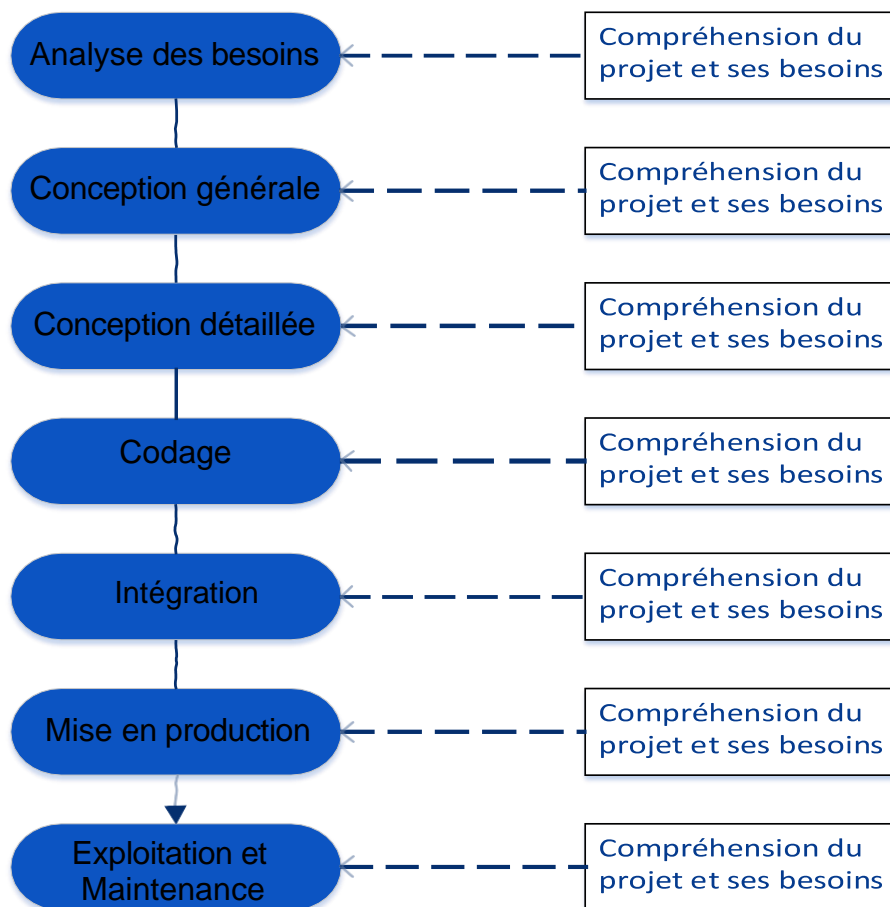 Analyse des besoins
Compréhension du
projet et ses besoins
Conception générale
Compréhension du
projet et ses besoins
Conception détaillée
Compréhension du
projet et ses besoins
Codage
Compréhension du
projet et ses besoins
Intégration
Compréhension du
projet et ses besoins
Mise en production
Compréhension du
projet et ses besoins
Exploitation et
Maintenance
Compréhension du
projet et ses besoins